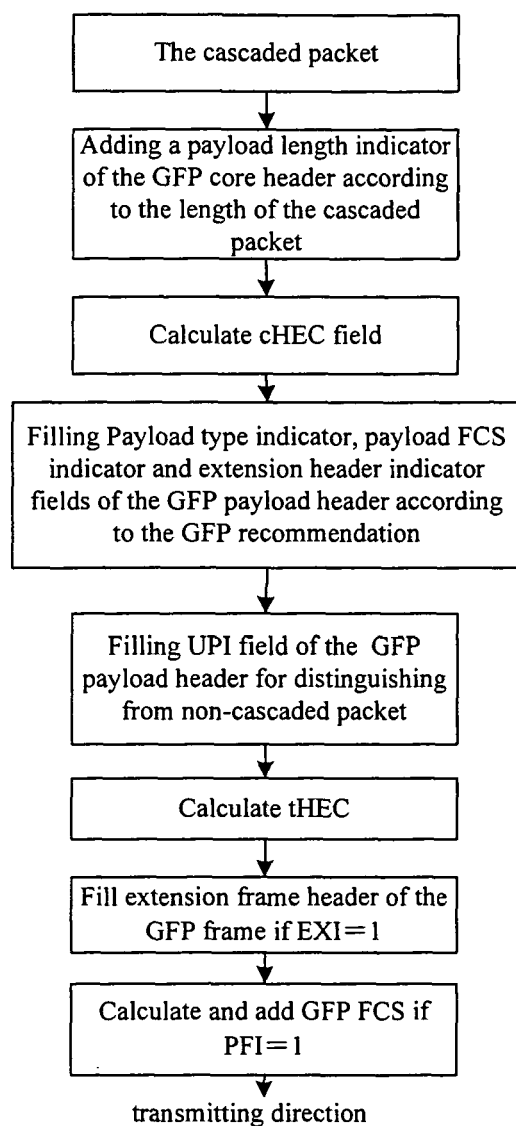 The cascaded packet
Adding a payload length indicator
of the GFP core header according
to the length of the cascaded
packet
Calculate cHEC field
Filling Payload type indicator, payload FCS
indicator and extension header indicator
fields of the GFP payload header according
to the GFP recommendation
Filling UPI field of the GFP
payload header for distinguishing
from non-cascaded packet
Calculate tHEC
Fill extension frame header of the
GFP frame if EXI=1
Calculate and add GFP FCS if
PFI=1
transmitting direction